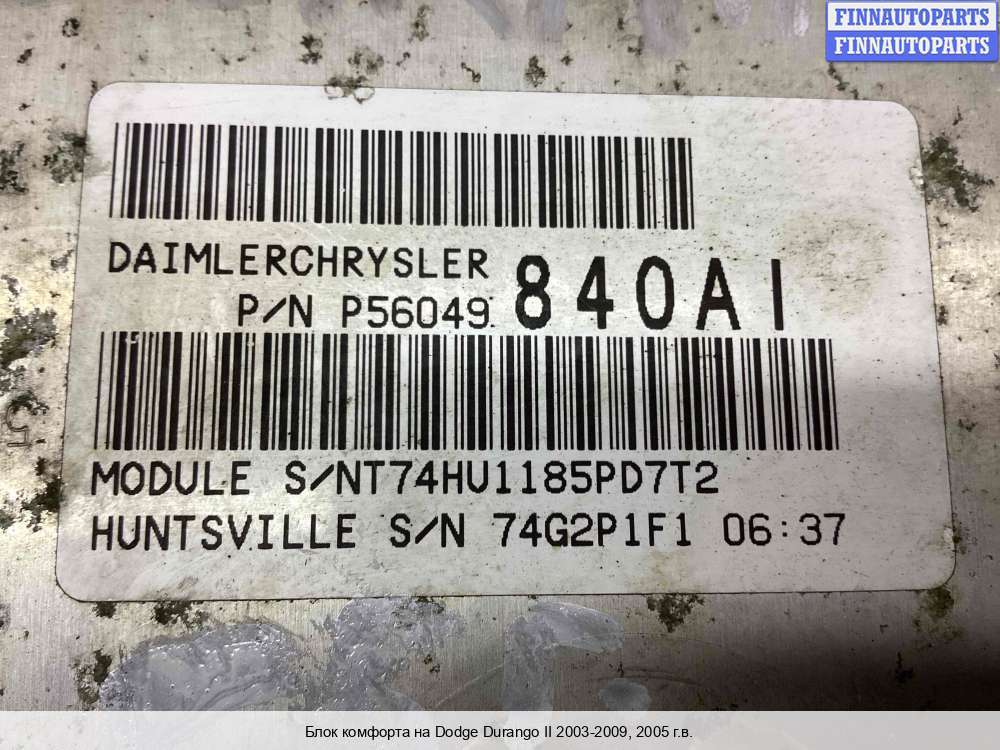 FINNAUTOPARTS
FINNAUTOPARTS
DAIMLERCHRYSLER
P/N P56049 840AI
MODULE S/NT74HU1185PD7T2
HUNTSVILLE S/N 74G2P1F1 06:37
Блок комфорта на Dodge Durango II 2003-2009, 2005 г.в.